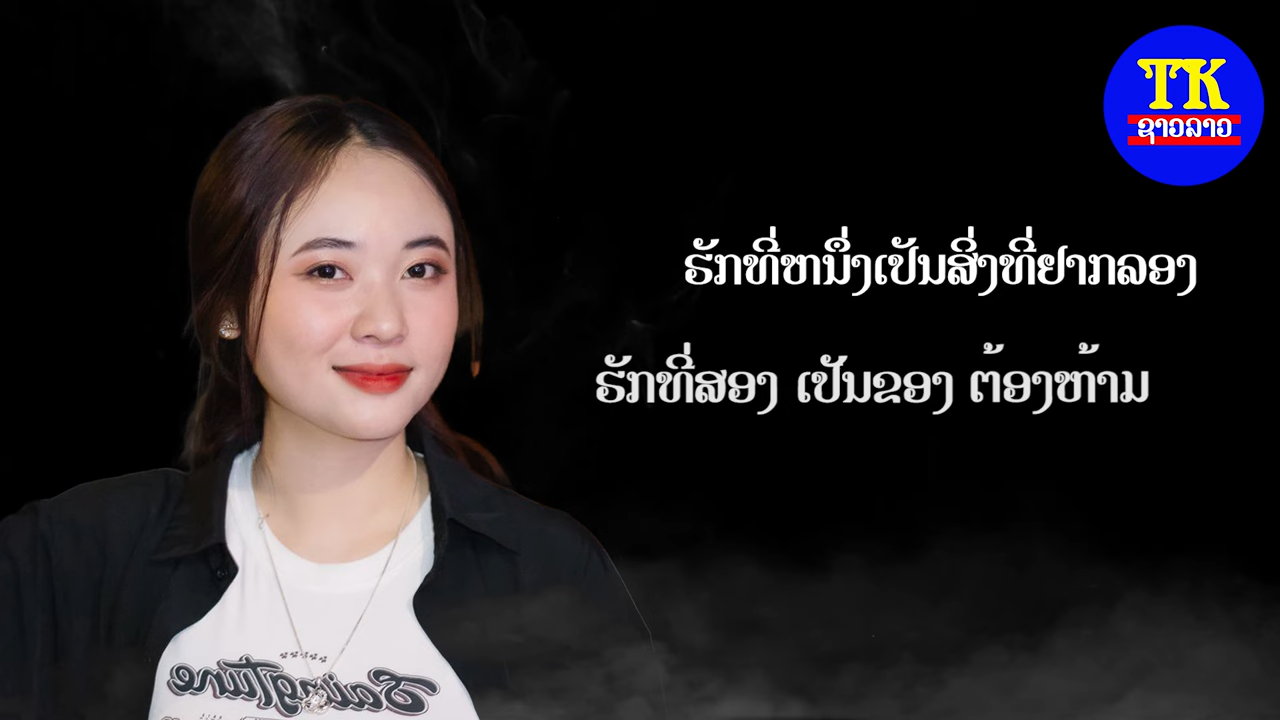 TK
ຊາວລາວ
ຮັກທີ່ຫນຶ່ງເປັນສິ່ງທີ່ຢາກລອງ
ຮັກທີ່ສອງ ເປັນຂອງ ຕ້ອງຫ້າມ
SaiingTune